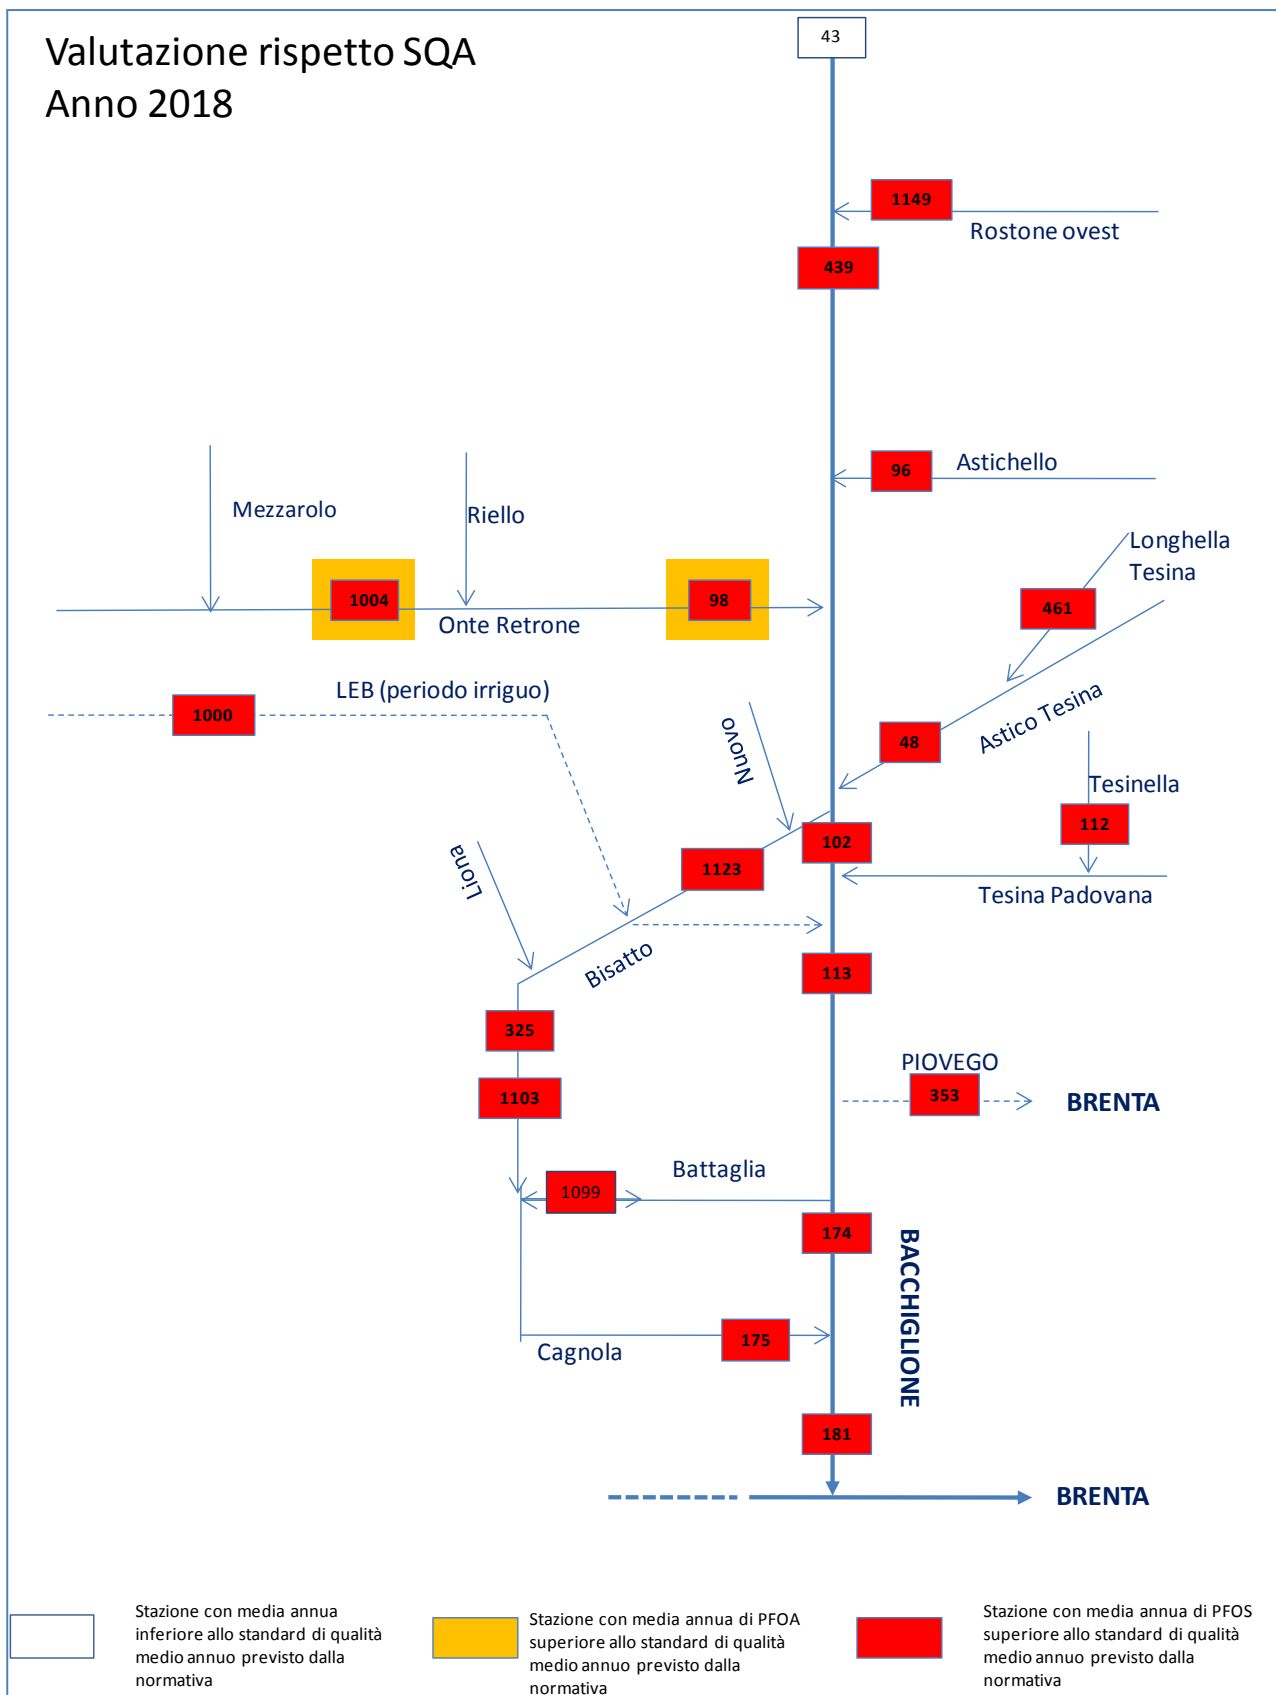 Valutazione rispetto SQA
Anno 2018
43
1149
Rostone ovest
439
Astichello
96
Mezzarolo
Riello
Longhella
Tesina
1004
98
461
Onte Retrone
LEB (periodo irriguo)
1000
Nuovo
Astico Tesina
48
Tesinella
112
102
1123
Liona
Tesina Padovana
Bisatto
113
325
PIOVEGO
353
BRENTA
1103
Battaglia
1099
174
BACCHIGLIONE
175
Cagnola
181
BRENTA
Stazione con media annua
inferiore allo standard di qualità
medio annuo previsto dalla
normativa
Stazione con media annua di PFOA
superiore allo standard di qualità
medio annuo previsto dalla
normativa
Stazione con media annua di PFOS
superiore allo standard di qualità
medio annuo previsto dalla
normativa